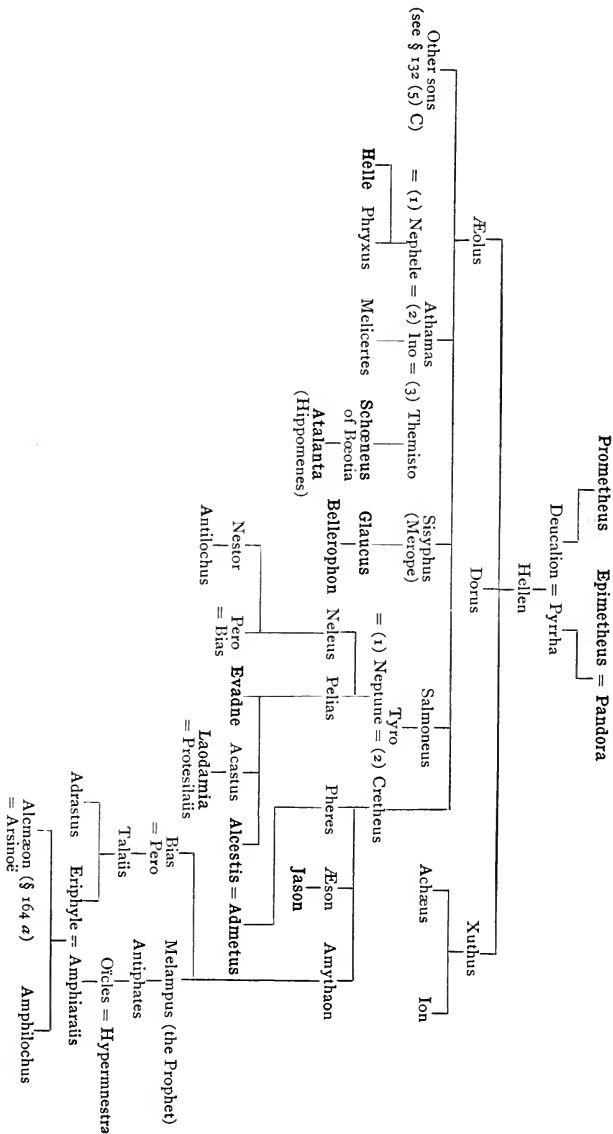 Prometheus Epimetheus = Pandora
Deucalion = Pyrrha
Hellen
Æolus Dorus Xuthus
Achæus Ion
Other sons
(see § 132 (5) C)
Athamas
= (1) Nephele = (2) Ino = (3) Themisto
Sisyphus
(Merope)
Salmoneus
Tyro
= (1) Neptune = (2) Cretheus
Helle Phryxus
Melicertes
Schœneus
of Bœotia
Atalanta
(Hippomenes)
Glaucus
Bellerophon
Neleus Pelias
Pheres Æson Amythaon
Jason
Nestor
Antilochus
Pero
= Bias
Evadne Acastus Alcestis = Admetus
Laodamia
= Protesilaüs
Bias
= Pero
Melampus (the Prophet)
Talaüs
Antiphates
Oïcles = Hypermnestra
Adrastus Eriphyle = Amphiaraüs
Alcmæon (§ 164 a)
= Arsinoë
Amphilochus